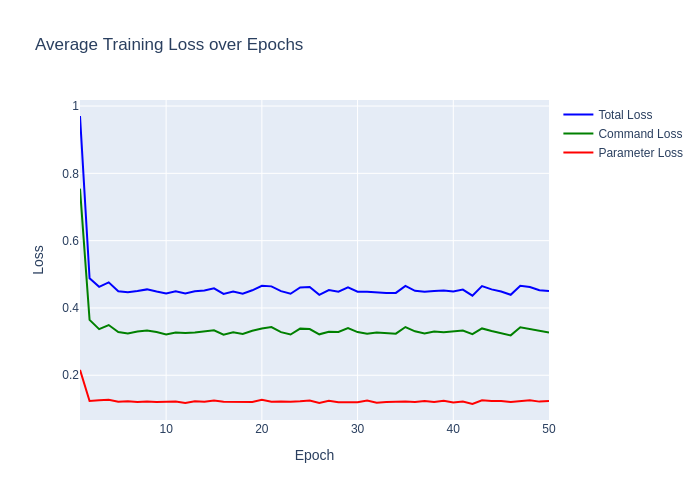 Average Training Loss over Epochs
1
0.8
0.6
0.4
0.2
Loss
10
20
30
40
50
Epoch
Total Loss
Command Loss
Parameter Loss